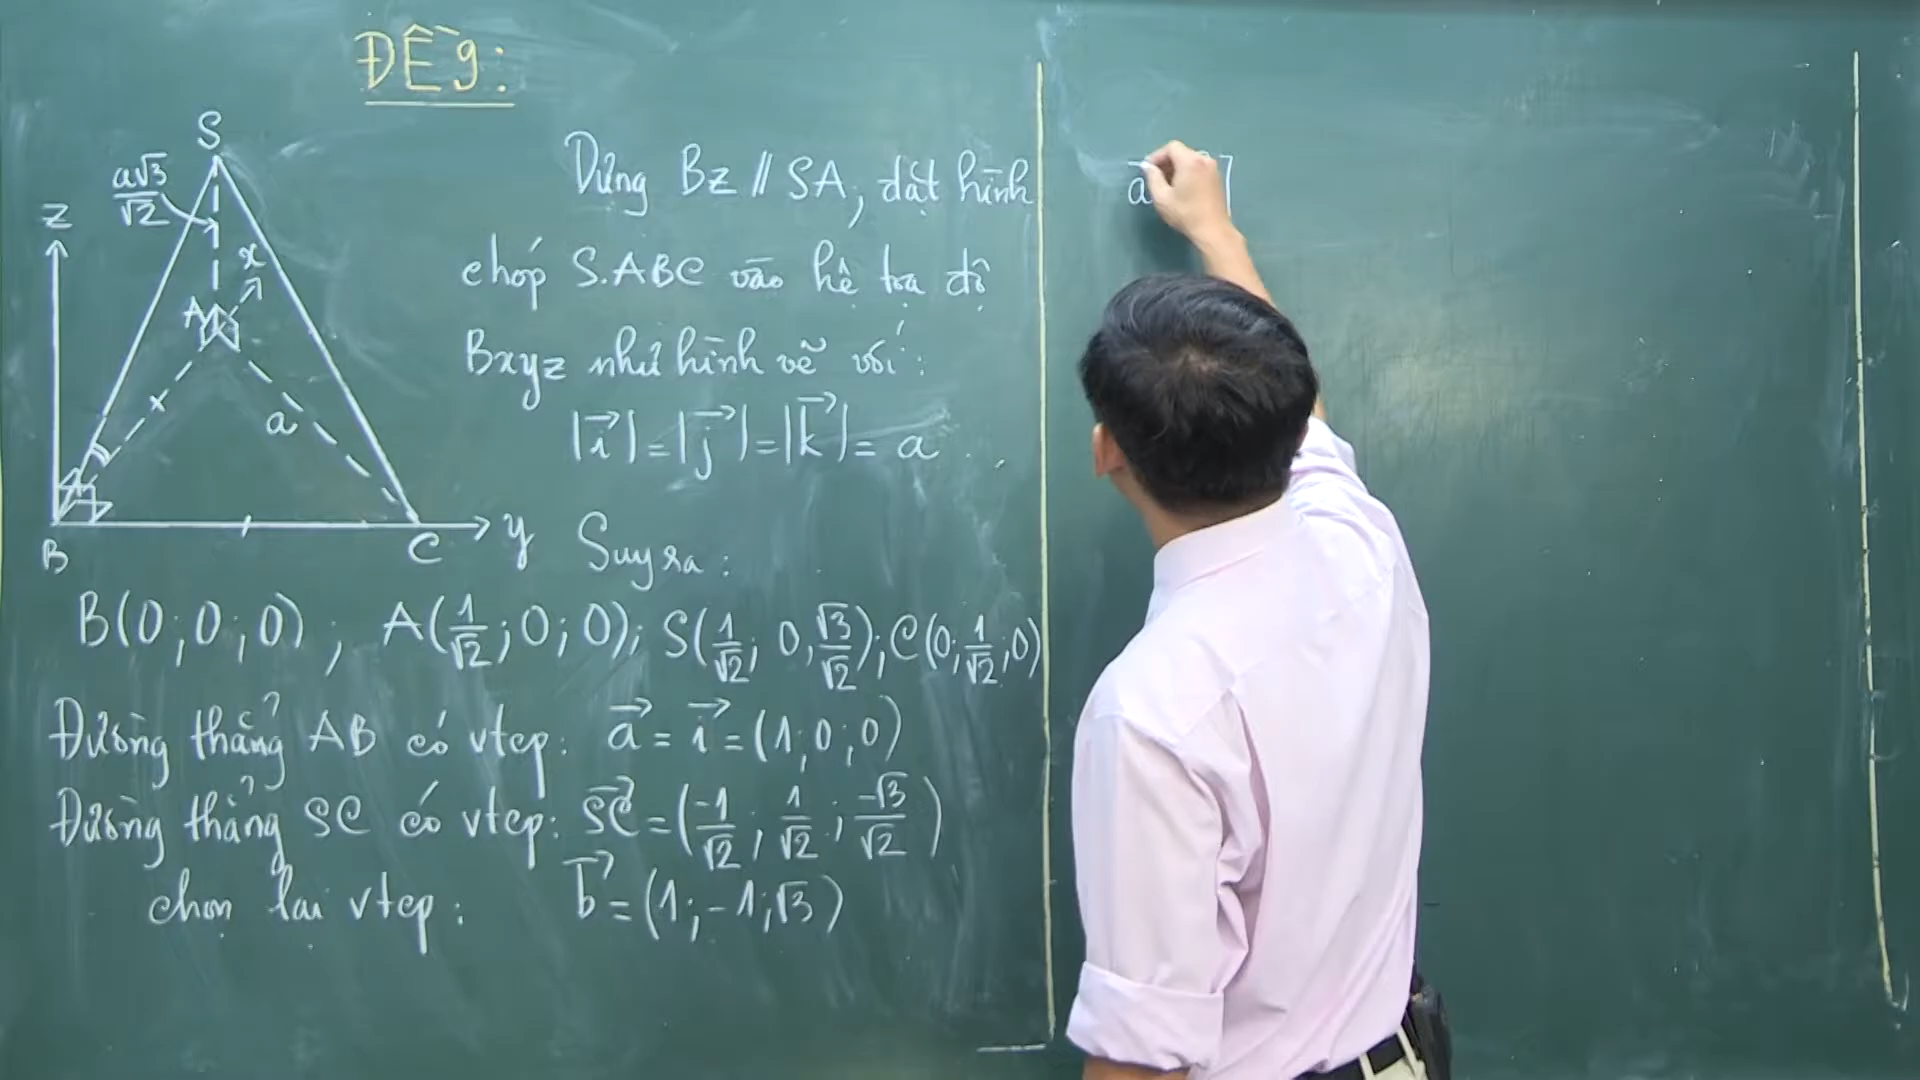 ĐỀ 9:
S
a√3/√2
z
x
A
a
B
C
y
Dựng Bz // SA, đặt hình
chóp S.ABC vào hệ tọa độ
Bxyz như hình vẽ với:
|i⃗| = |j⃗| = |k⃗| = a
Suy ra:
B(0;0;0); A(1/√2;0;0); S(1/√2; 0, √3/√2); C(0; 1/√2; 0)
Đường thẳng AB có vtcp: a⃗ = i⃗ = (1;0;0)
Đường thẳng SC có vtcp: SC⃗ = (-1/√2; 1/√2; -√3/√2)
chọn lại vtcp: b⃗ = (1;-1;√3)
a
]